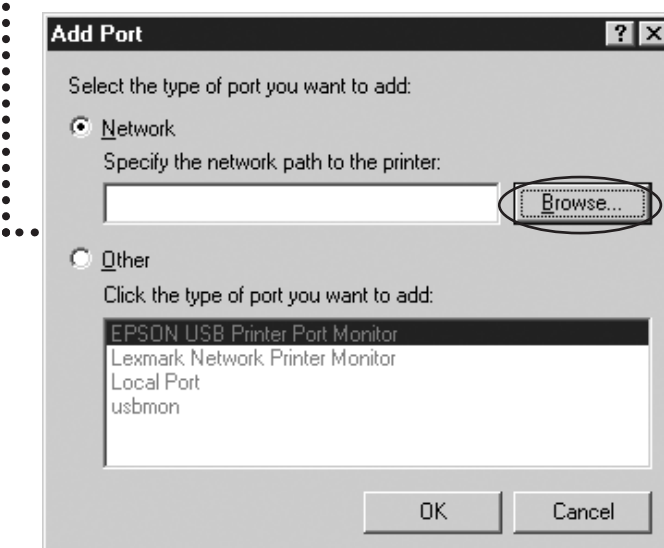 Add Port
Select the type of port you want to add:
Network
Specify the network path to the printer:
Browse...
Other
Click the type of port you want to add:
EPSON USB Printer Port Monitor
Lexmark Network Printer Monitor
Local Port
usbmon
OK Cancel